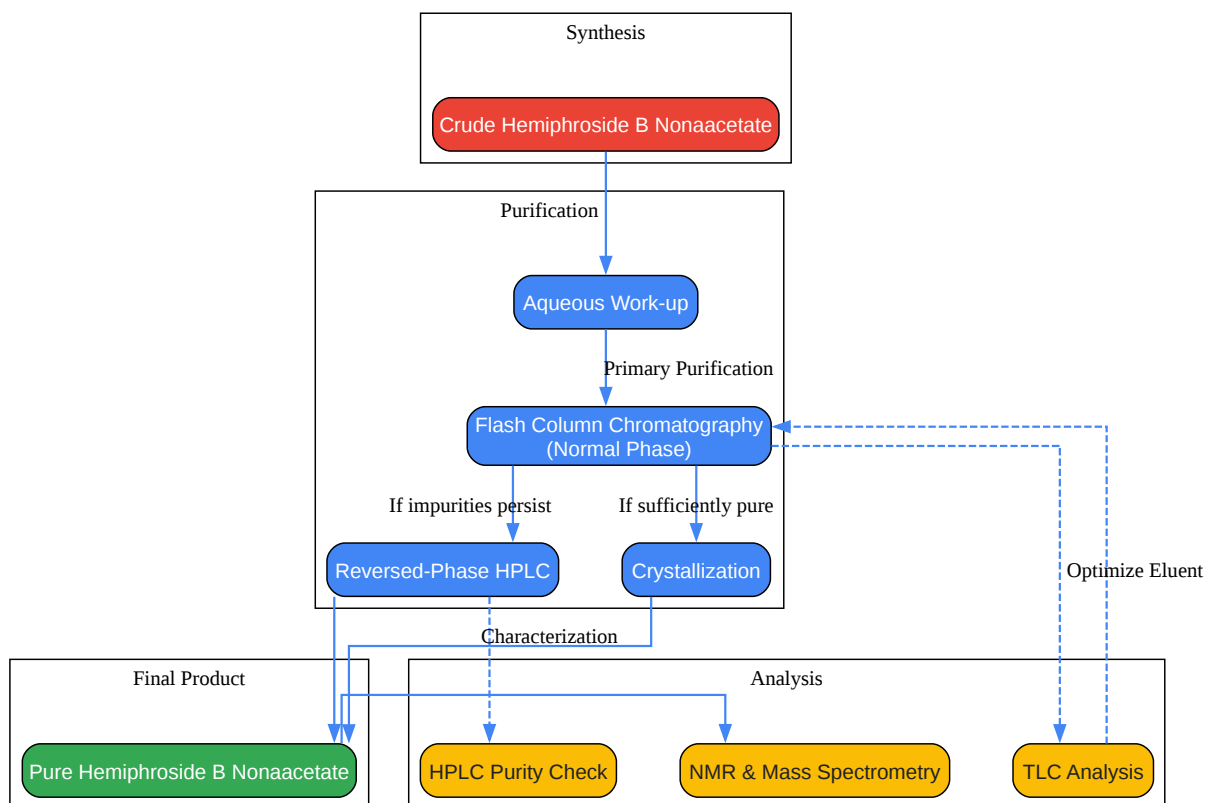 Synthesis
Crude Hemiphroside B Nonaacetate
Purification
Aqueous Work-up
Primary Purification
Flash Column Chromatography
(Normal Phase)
If impurities persist
If sufficiently pure
Reversed-Phase HPLC
Crystallization
Optimize Eluent
Characterization
Final Product
Analysis
Pure Hemiphroside B Nonaacetate
HPLC Purity Check
NMR & Mass Spectrometry
TLC Analysis